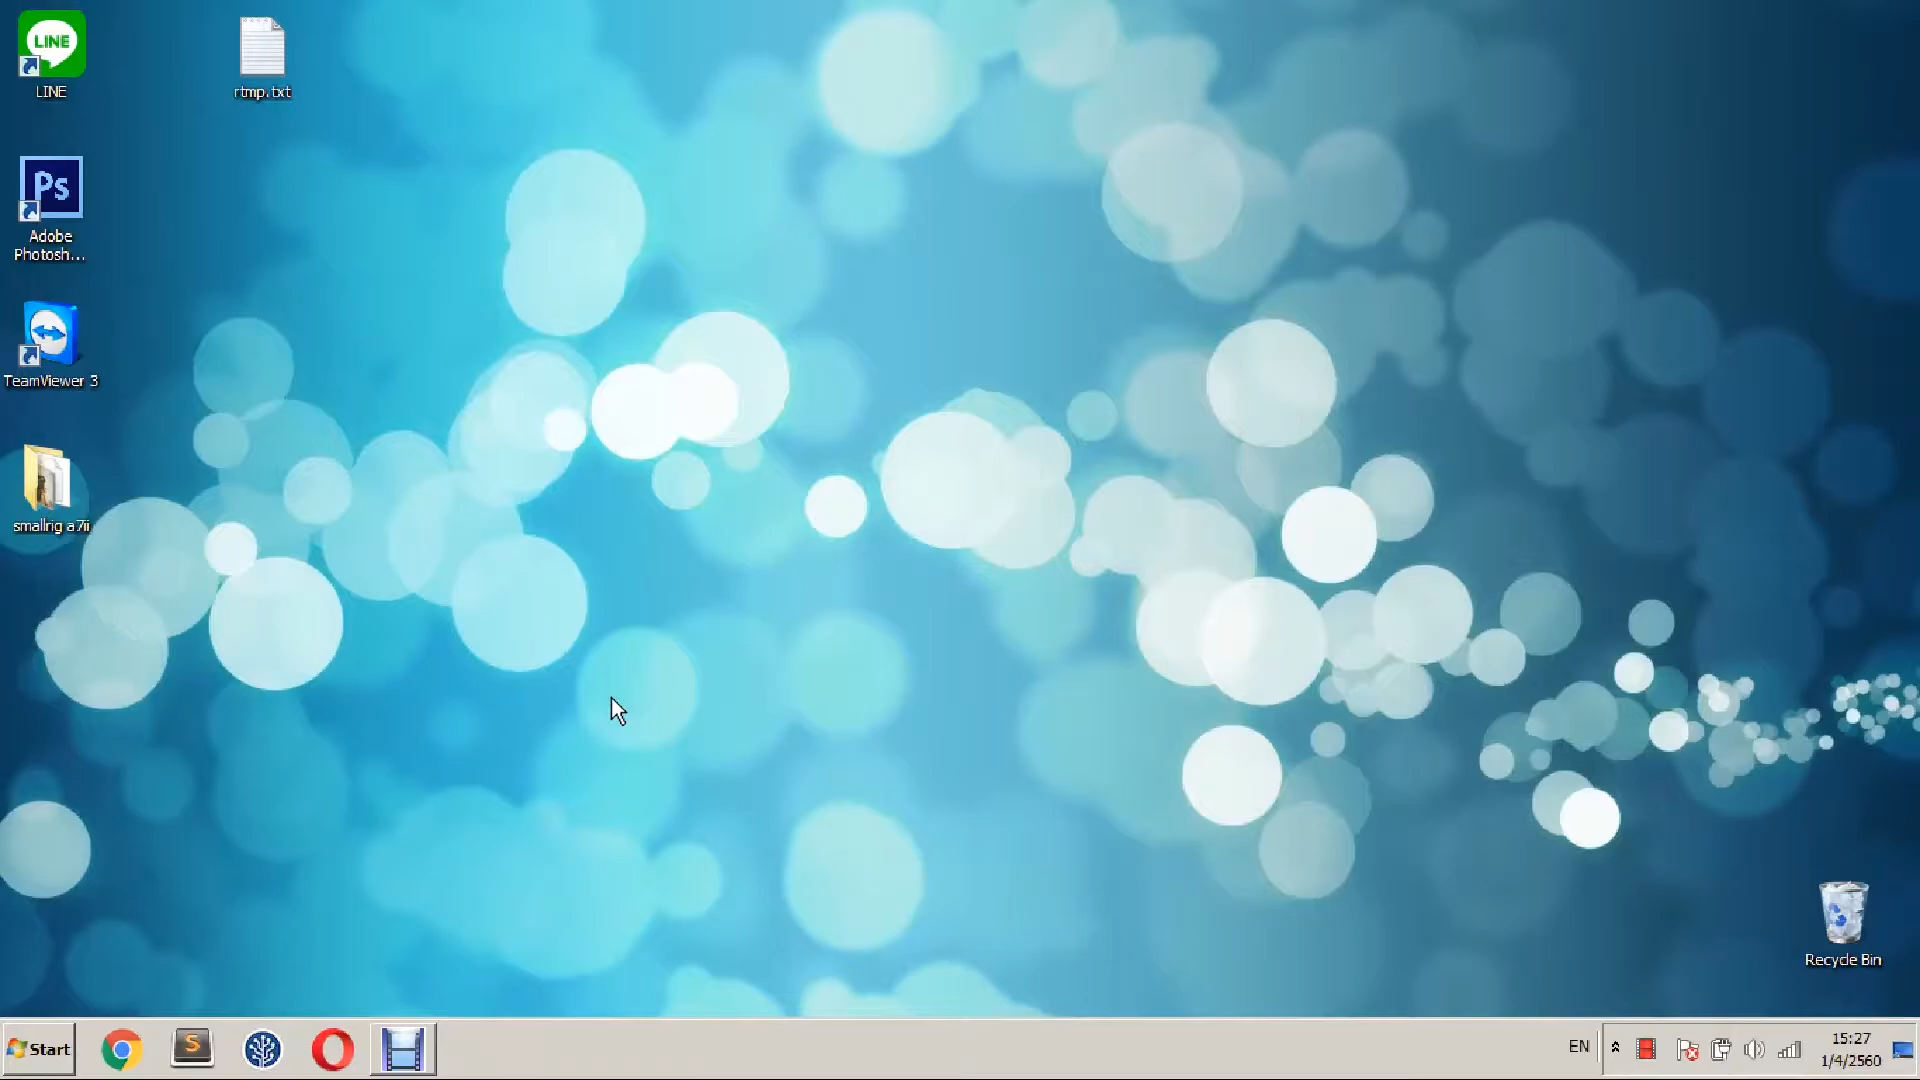 LINE
LINE
rtmp.txt
Ps
Adobe
Photosh...
TeamViewer 3
smallrig a7ii
Recycle Bin
Start
S
EN
15:27
1/4/2560